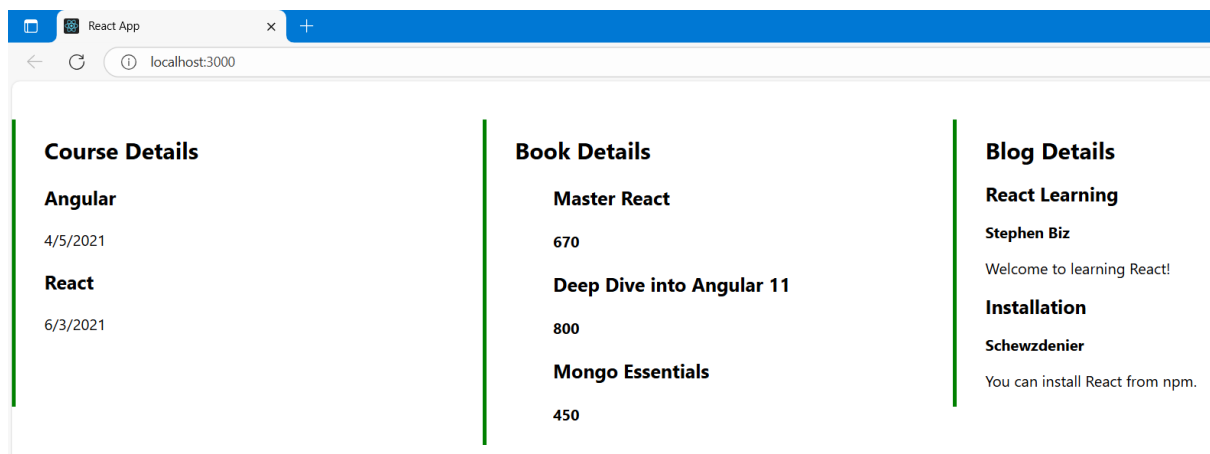 React App
localhost:3000
Course Details
Angular
4/5/2021
React
6/3/2021
Book Details
Master React
670
Deep Dive into Angular 11
800
Mongo Essentials
450
Blog Details
React Learning
Stephen Biz
Welcome to learning React!
Installation
Schewzdenier
You can install React from npm.